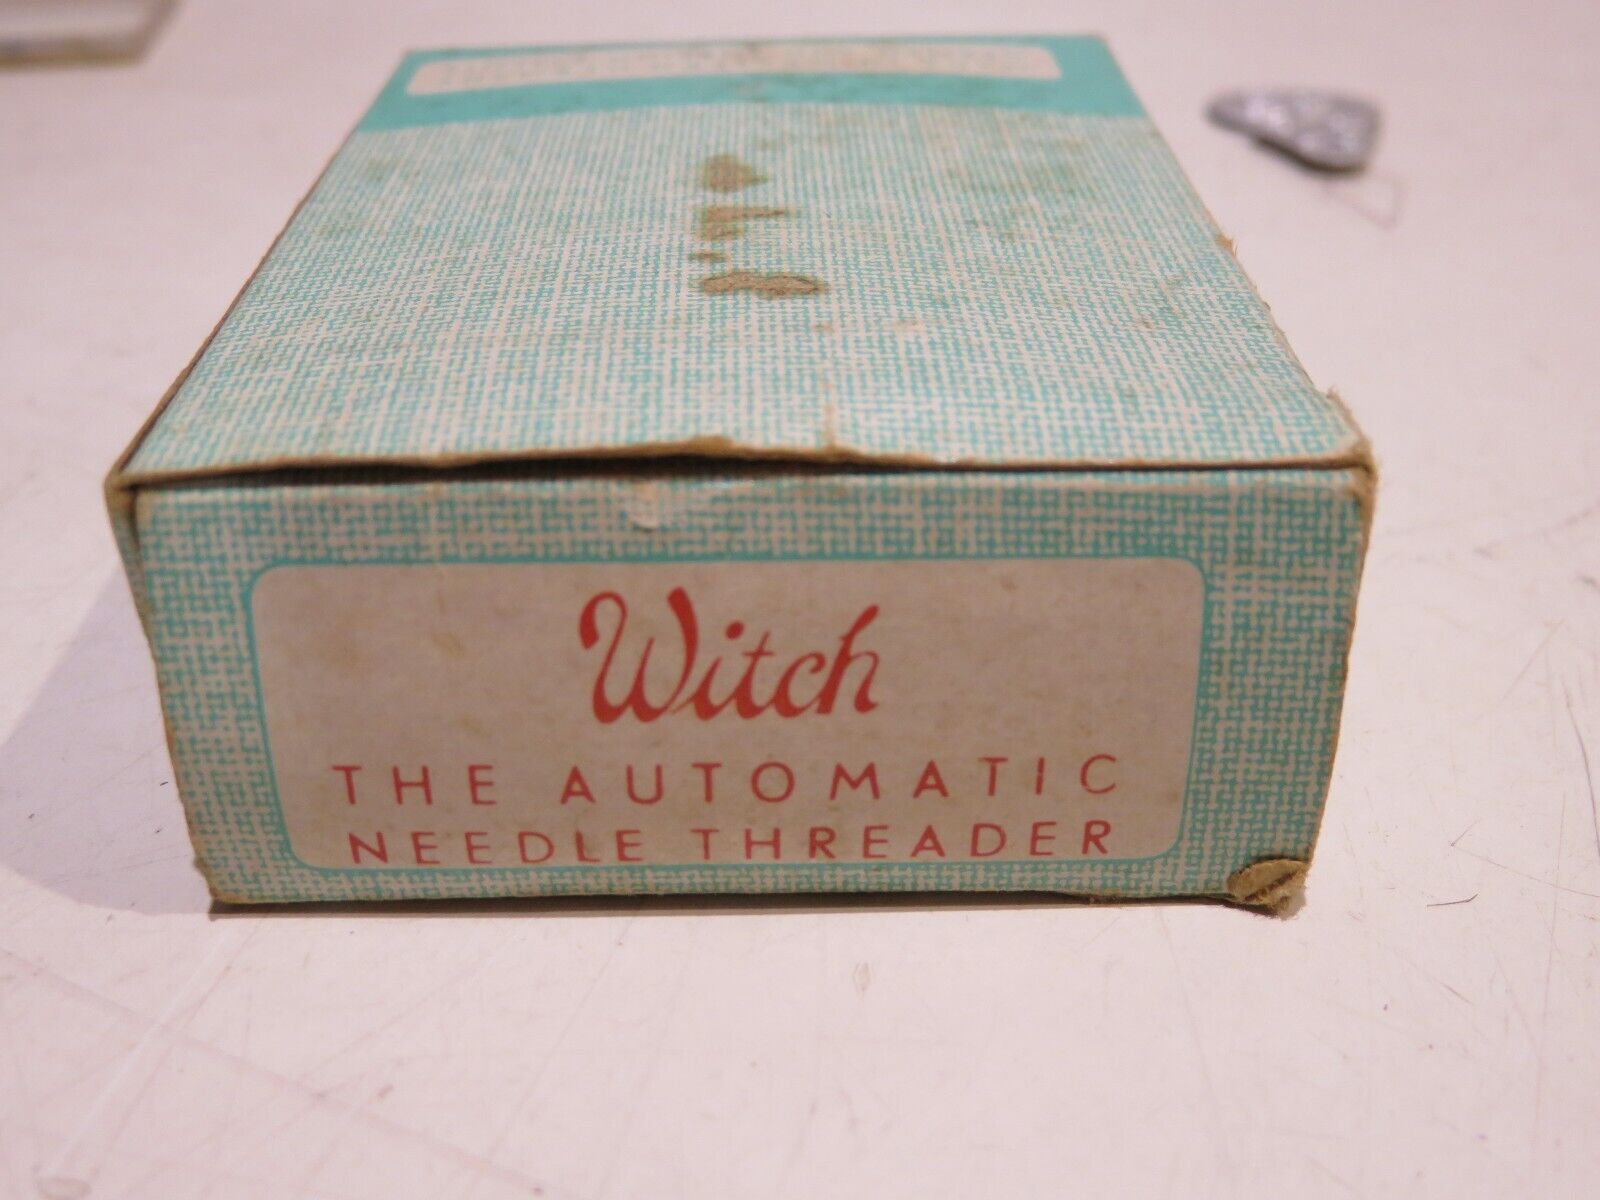 Witch
THE AUTOMATIC
NEEDLE THREADER